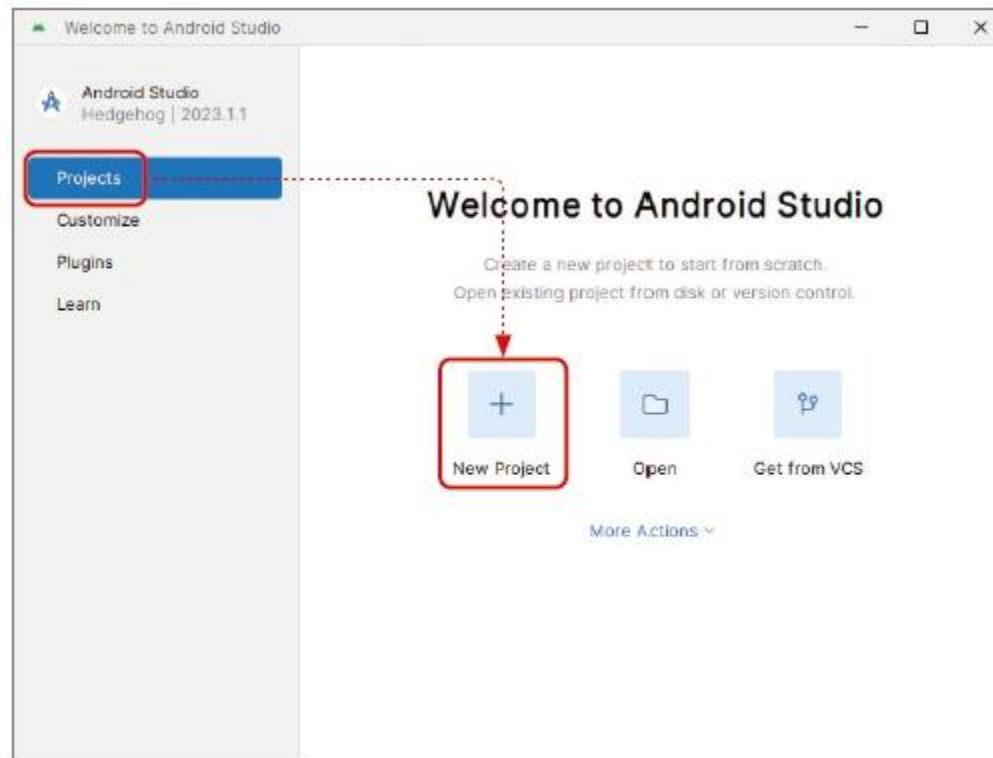 Welcome to Android Studio
Android Studio
Hedgehog | 2023.1.1
Projects
Customize
Plugins
Learn
Welcome to Android Studio
Create a new project to start from scratch.
Open existing project from disk or version control.
New Project Open Get from VCS
More Actions